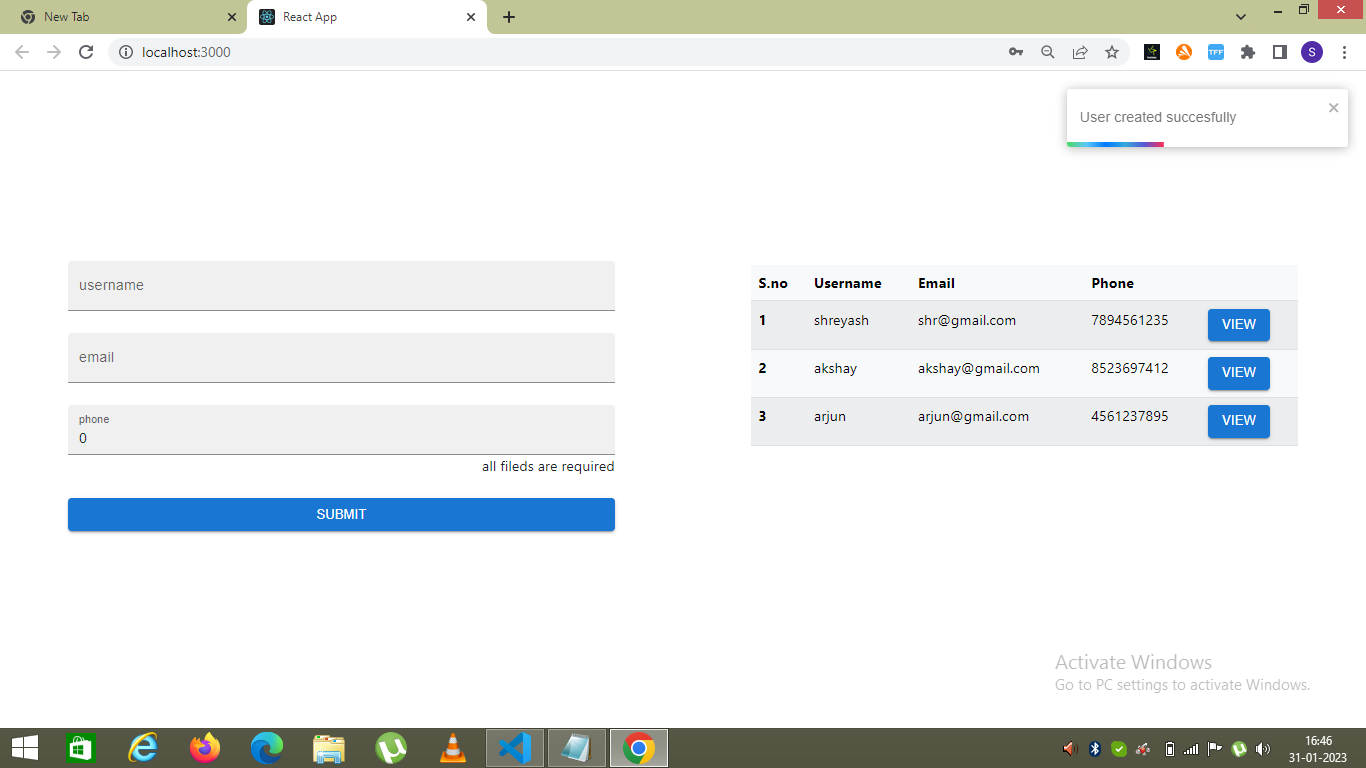 New Tab
React App
localhost:3000
TFF
S
User created succesfully
username
email
phone
0
all fileds are required
SUBMIT
S.no Username Email Phone
1 shreyash shr@gmail.com 7894561235 VIEW
2 akshay akshay@gmail.com 8523697412 VIEW
3 arjun arjun@gmail.com 4561237895 VIEW
Activate Windows
Go to PC settings to activate Windows.
16:46
31-01-2023